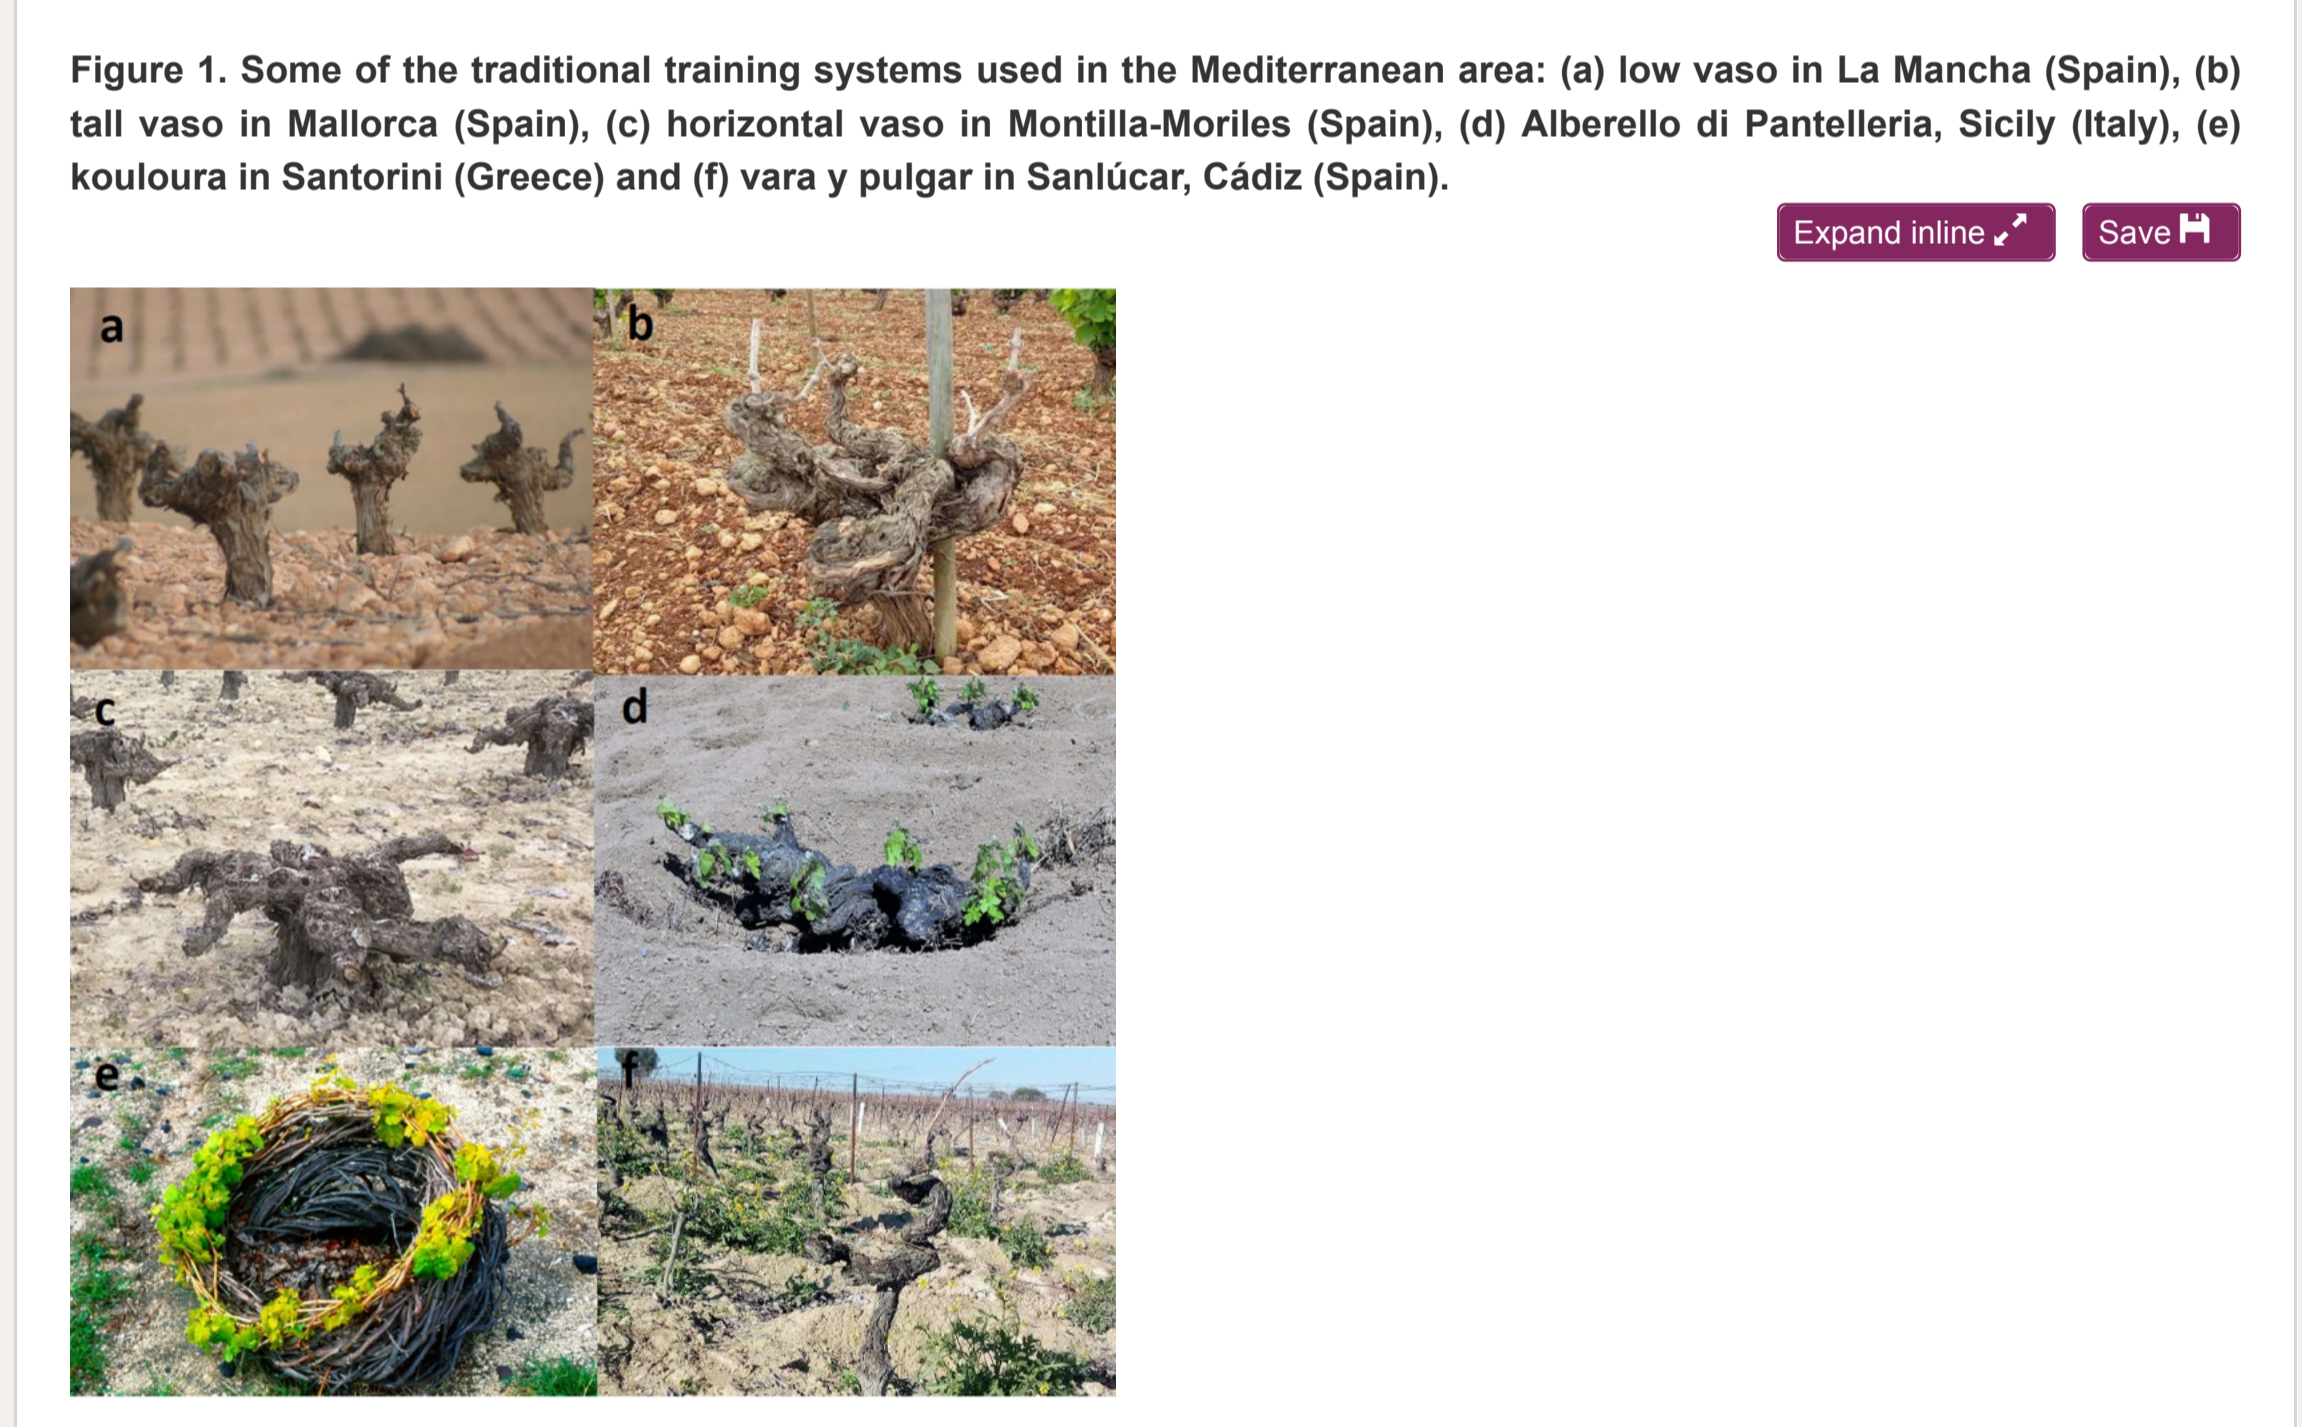 Figure 1. Some of the traditional training systems used in the Mediterranean area: (a) low vaso in La Mancha (Spain), (b)
tall vaso in Mallorca (Spain), (c) horizontal vaso in Montilla-Moriles (Spain), (d) Alberello di Pantelleria, Sicily (Italy), (e)
kouloura in Santorini (Greece) and (f) vara y pulgar in Sanlúcar, Cádiz (Spain).
Expand inline
Save
a
b
c
d
e
f